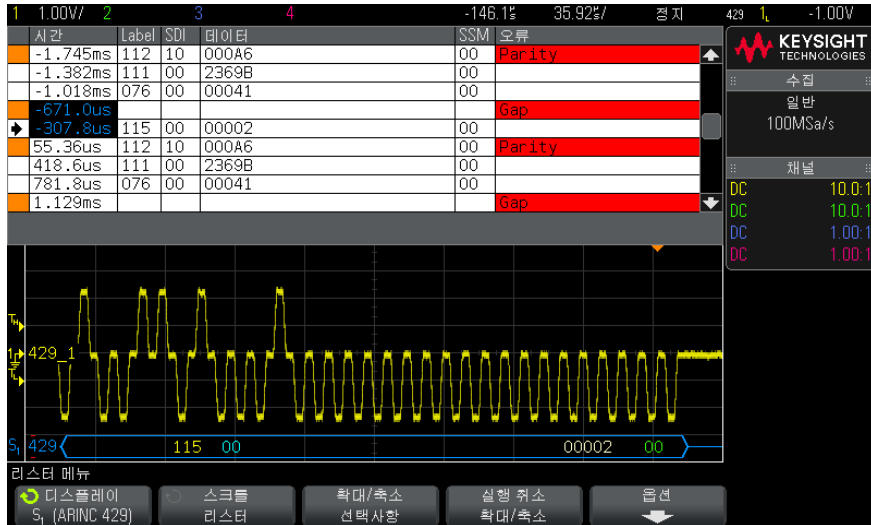 1 1.00V/ 2 3 4 -146.1 35.92 정지 429 1 -1.00V
시간 Label SDI 데이터 SSM 오류
-1.745ms 112 10 000A6 00 Parity
-1.382ms 111 00 2369B 00
-1.018ms 076 00 00041 00
-671.0us Gap
-307.8us 115 00 00002 00
55.36us 112 10 000A6 00 Parity
418.6us 111 00 2369B 00
781.8us 076 00 00041 00
1.129ms Gap
KEYSIGHT
TECHNOLOGIES
수집
일반
100MSa/s
채널
DC 10.0:1
DC 10.0:1
DC 1.00:1
DC 1.00:1
429_1
S1 429 115 00 00002 00
리스터 메뉴
디스플레이
S1 (ARINC 429)
스크롤
리스터
확대/축소
선택사항
실행 취소
확대/축소
옵션